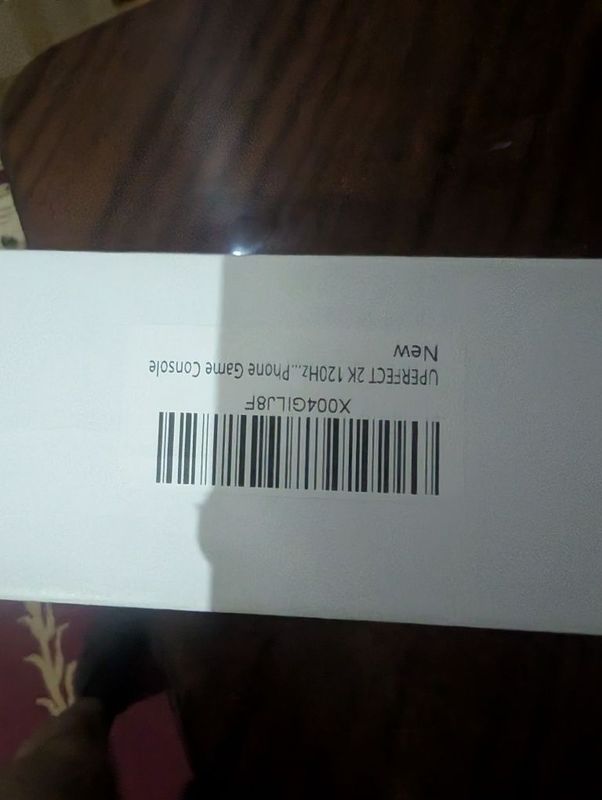 X004GILJ8F
UPERFECT 2K 120Hz...Phone Game Console
New